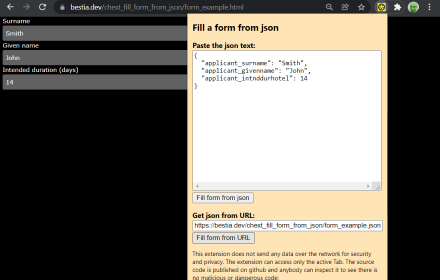 bestia.dev/chext_fill_form_from_json/form_example.html
Surname
Smith
Given name
John
Intended duration (days)
14
Fill a form from json
Paste the json text:
{
"applicant_surname": "Smith",
"applicant_givenname": "John",
"applicant_intnddurhotel": 14
}
Fill form from json
Get json from URL:
https://bestia.dev/chext_fill_form_from_json/form_example.json
Fill form from URL
This extension does not send any data over the network for security
and privacy. The extension can access only the active Tab. The source
code is published on github and anybody can inspect it to see there is
no malicious or dangerous code: